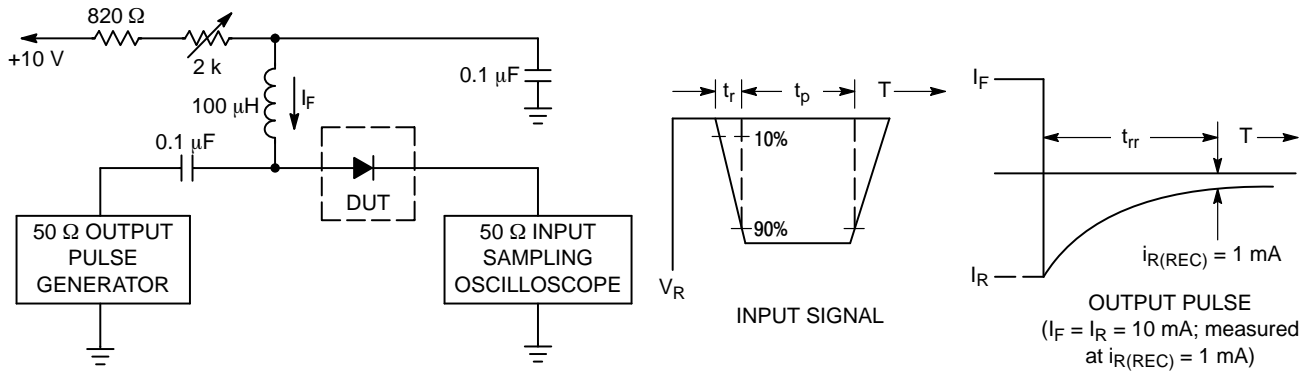 820 Ω
+10 V
2 k
0.1 μF
100 μH
I_F
0.1 μF
DUT
50 Ω OUTPUT
PULSE
GENERATOR
50 Ω INPUT
SAMPLING
OSCILLOSCOPE
t_r
t_p
T
10%
90%
V_R
INPUT SIGNAL
I_F
t_rr
T
i_R(REC) = 1 mA
I_R
OUTPUT PULSE
(I_F = I_R = 10 mA; measured
at i_R(REC) = 1 mA)